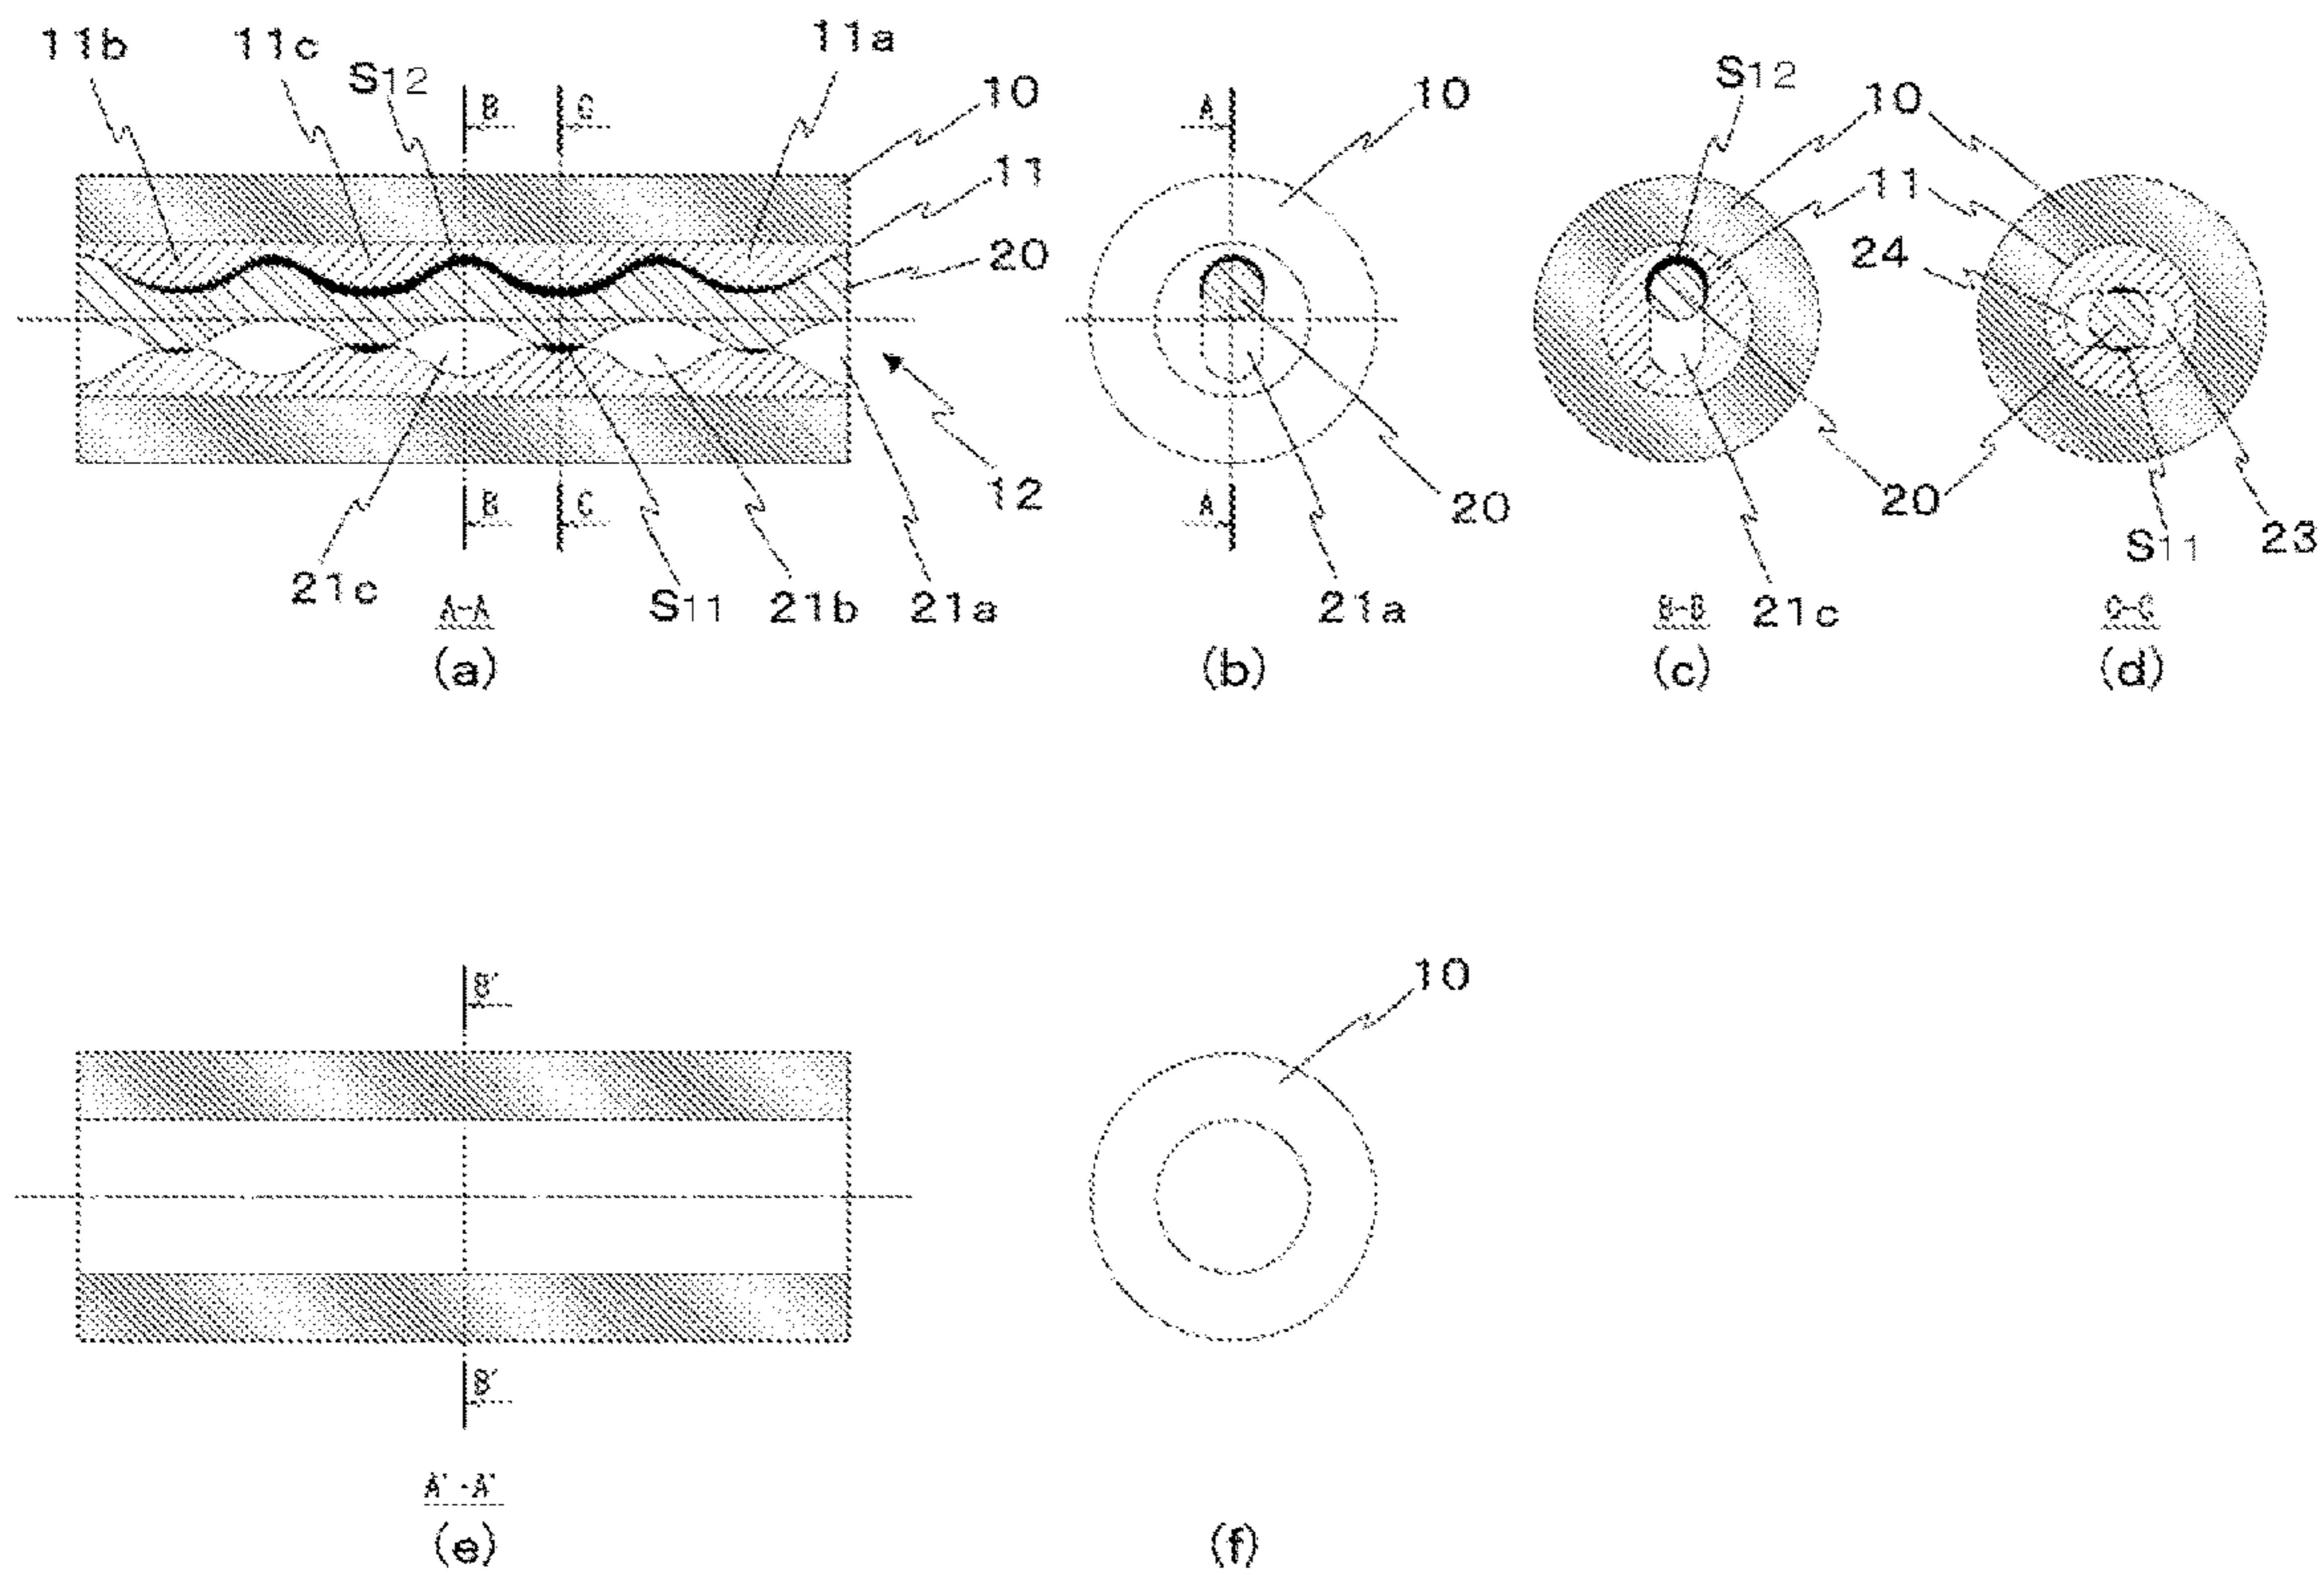 11b 11c 11a
S12 S12
B C 10 A 10 10
11 11
20 24
12
B C A 20 20 23
21c S11 21b 21a 21a 21c S11
A-A B-B C-C
(a) (b) (c) (d)
B' 10
B'
A'-A'
(e) (f)